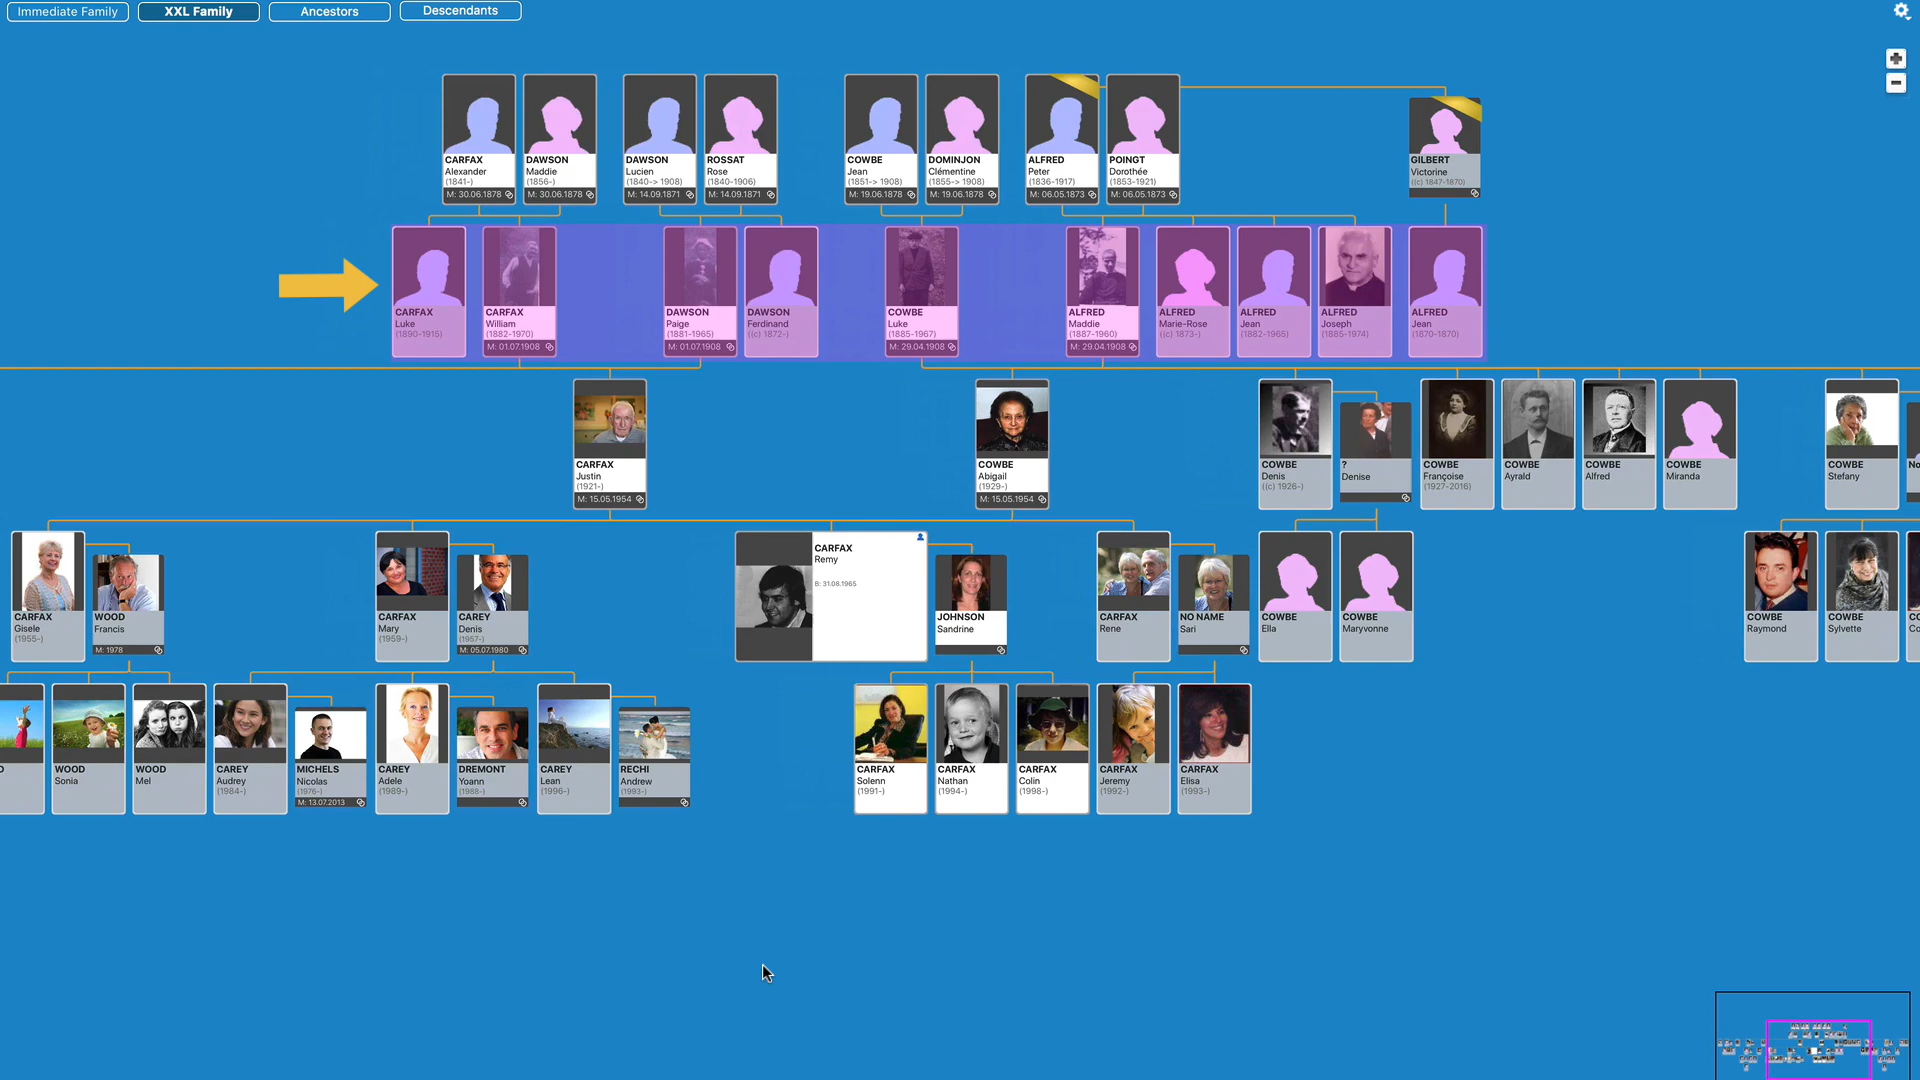 Immediate Family
XXL Family
Ancestors
Descendants
CARFAX
Alexander
(1841-)
M: 30.06.1878
DAWSON
Maddie
(1856-)
M: 30.06.1878
DAWSON
Lucien
(1840-> 1908)
M: 14.09.1871
ROSSAT
Rose
(1840-1906)
M: 14.09.1871
COWBE
Jean
(1851-> 1908)
M: 19.06.1878
DOMINJON
Clémentine
(1855-> 1908)
M: 19.06.1878
ALFRED
Peter
(1836-1917)
M: 06.05.1873
POINGT
Dorothée
(1853-1921)
M: 06.05.1873
GILBERT
Victorine
((c) 1847-1870)
CARFAX
Luke
(1890-1915)
CARFAX
William
(1882-1970)
M: 01.07.1908
DAWSON
Paige
(1881-1965)
M: 01.07.1908
DAWSON
Ferdinand
((c) 1872-)
COWBE
Luke
(1885-1967)
M: 29.04.1908
ALFRED
Maddie
(1887-1960)
M: 29.04.1908
ALFRED
Marie-Rose
((c) 1873-)
ALFRED
Jean
(1882-1965)
ALFRED
Joseph
(1885-1974)
ALFRED
Jean
(1870-1870)
CARFAX
Justin
(1921-)
M: 15.05.1954
COWBE
Abigail
(1929-)
M: 15.05.1954
COWBE
Denis
((c) 1926-)
?
Denise
COWBE
Françoise
(1927-2016)
COWBE
Ayrald
COWBE
Alfred
COWBE
Miranda
COWBE
Stefany
No
CARFAX
Gisele
(1955-)
WOOD
Francis
M: 1978
CARFAX
Mary
(1959-)
CAREY
Denis
(1957-)
M: 05.07.1980
CARFAX
Remy
B: 31.08.1965
JOHNSON
Sandrine
CARFAX
Rene
NO NAME
Sari
COWBE
Ella
COWBE
Maryvonne
COWBE
Raymond
COWBE
Sylvette
CO
Co
D
WOOD
Sonia
WOOD
Mel
CAREY
Audrey
(1984-)
MICHELS
Nicolas
(1976-)
M: 13.07.2013
CAREY
Adele
(1989-)
DREMONT
Yoann
(1988-)
CAREY
Lean
(1996-)
RECHI
Andrew
(1993-)
CARFAX
Solenn
(1991-)
CARFAX
Nathan
(1994-)
CARFAX
Colin
(1998-)
CARFAX
Jeremy
(1992-)
CARFAX
Elisa
(1993-)